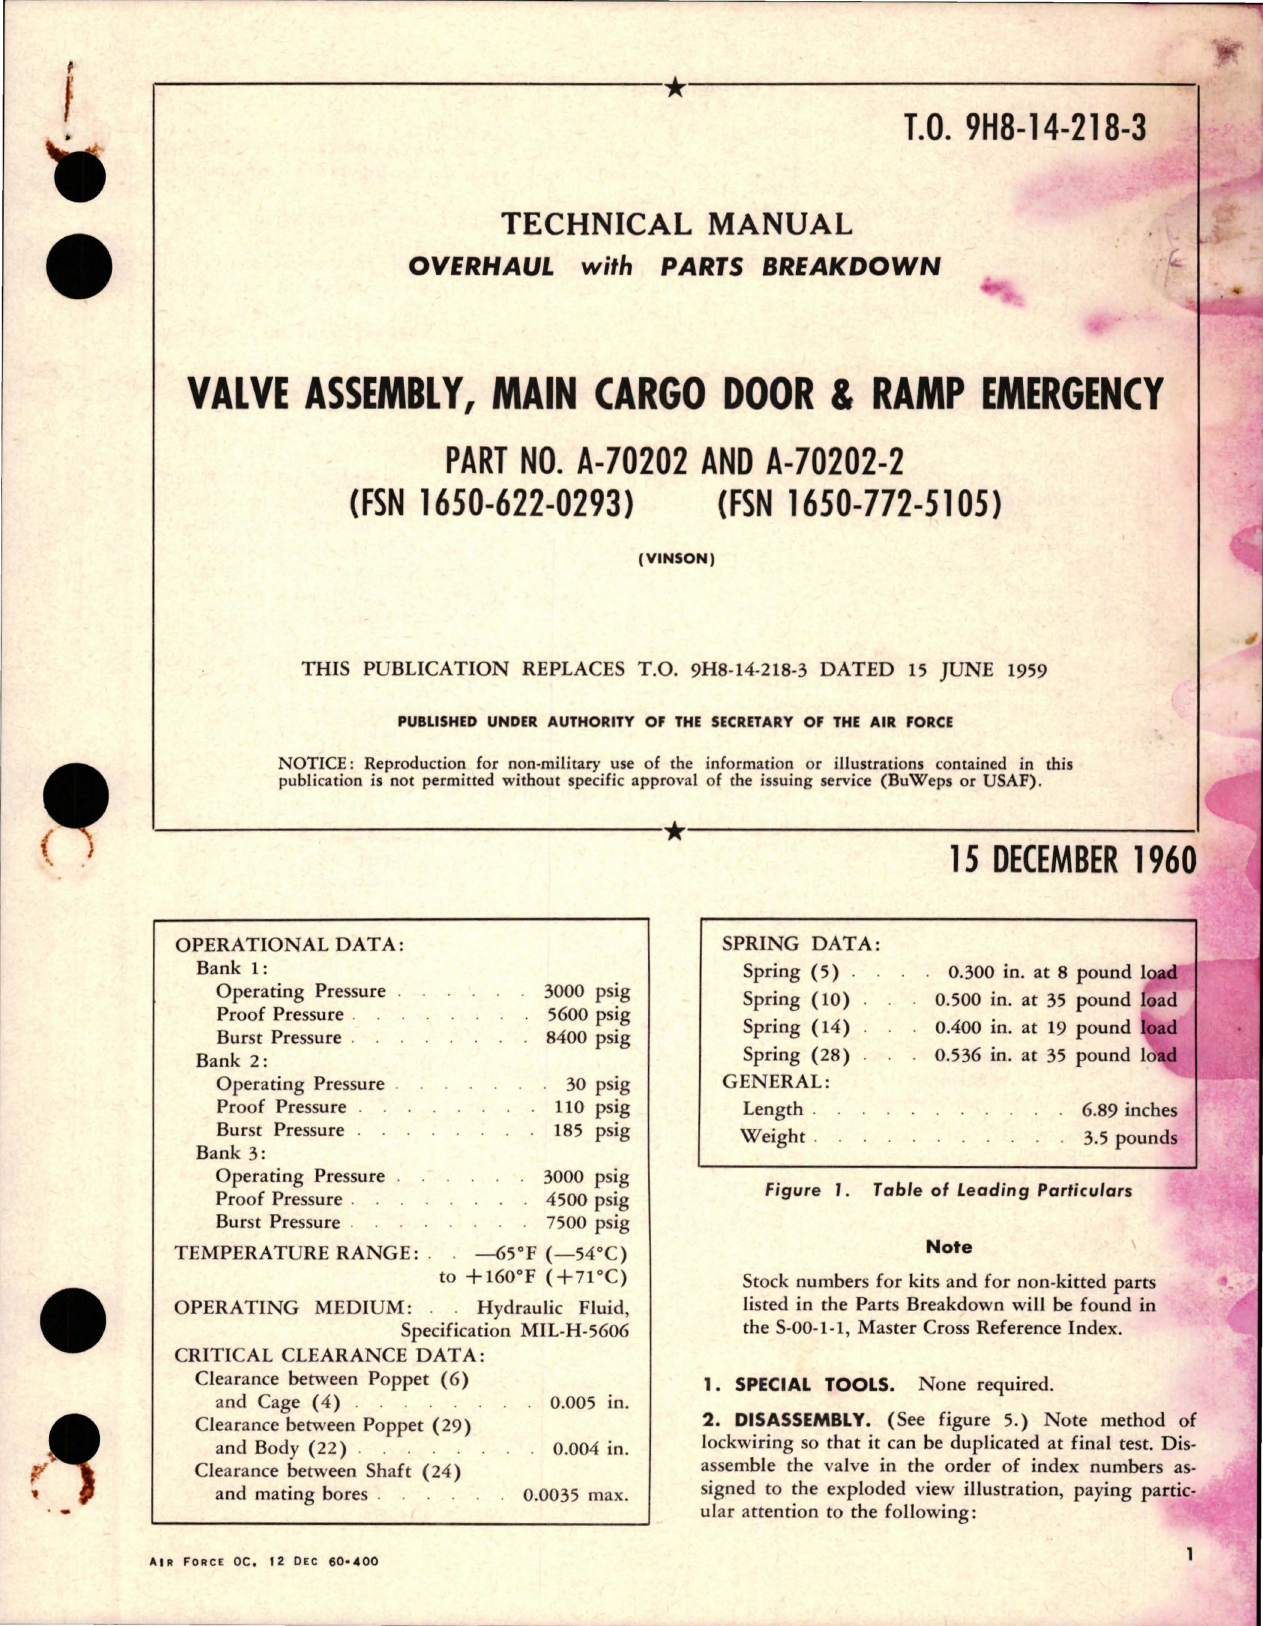 T.O. 9H8-14-218-3
TECHNICAL MANUAL
OVERHAUL with PARTS BREAKDOWN
VALVE ASSEMBLY, MAIN CARGO DOOR & RAMP EMERGENCY
PART NO. A-70202 AND A-70202-2
(FSN 1650-622-0293) (FSN 1650-772-5105)
(VINSON)
THIS PUBLICATION REPLACES T.O. 9H8-14-218-3 DATED 15 JUNE 1959
PUBLISHED UNDER AUTHORITY OF THE SECRETARY OF THE AIR FORCE
NOTICE: Reproduction for non-military use of the information or illustrations contained in this
publication is not permitted without specific approval of the issuing service (BuWeps or USAF).
15 DECEMBER 1960
OPERATIONAL DATA:
Bank 1:
Operating Pressure . . . . . . 3000 psig
Proof Pressure . . . . . . . . 5600 psig
Burst Pressure . . . . . . . . 8400 psig
Bank 2:
Operating Pressure . . . . . . . 30 psig
Proof Pressure . . . . . . . . 110 psig
Burst Pressure . . . . . . . . 185 psig
Bank 3:
Operating Pressure . . . . . . 3000 psig
Proof Pressure . . . . . . . . 4500 psig
Burst Pressure . . . . . . . . 7500 psig
TEMPERATURE RANGE: . . —65°F (—54°C)
to +160°F (+71°C)
OPERATING MEDIUM: . . Hydraulic Fluid,
Specification MIL-H-5606
CRITICAL CLEARANCE DATA:
Clearance between Poppet (6)
and Cage (4) . . . . . . . . 0.005 in.
Clearance between Poppet (29)
and Body (22) . . . . . . . . 0.004 in.
Clearance between Shaft (24)
and mating bores . . . . . . 0.0035 max.
SPRING DATA:
Spring (5) . . . . 0.300 in. at 8 pound load
Spring (10) . . . 0.500 in. at 35 pound load
Spring (14) . . . 0.400 in. at 19 pound load
Spring (28) . . . 0.536 in. at 35 pound load
GENERAL:
Length . . . . . . . . . . . 6.89 inches
Weight . . . . . . . . . . . 3.5 pounds
Figure 1. Table of Leading Particulars
Note
Stock numbers for kits and for non-kitted parts
listed in the Parts Breakdown will be found in
the S-00-1-1, Master Cross Reference Index.
1. SPECIAL TOOLS. None required.
2. DISASSEMBLY. (See figure 5.) Note method of
lockwiring so that it can be duplicated at final test. Dis-
assemble the valve in the order of index numbers as-
signed to the exploded view illustration, paying partic-
ular attention to the following:
AIR FORCE OC, 12 DEC 60-400
1